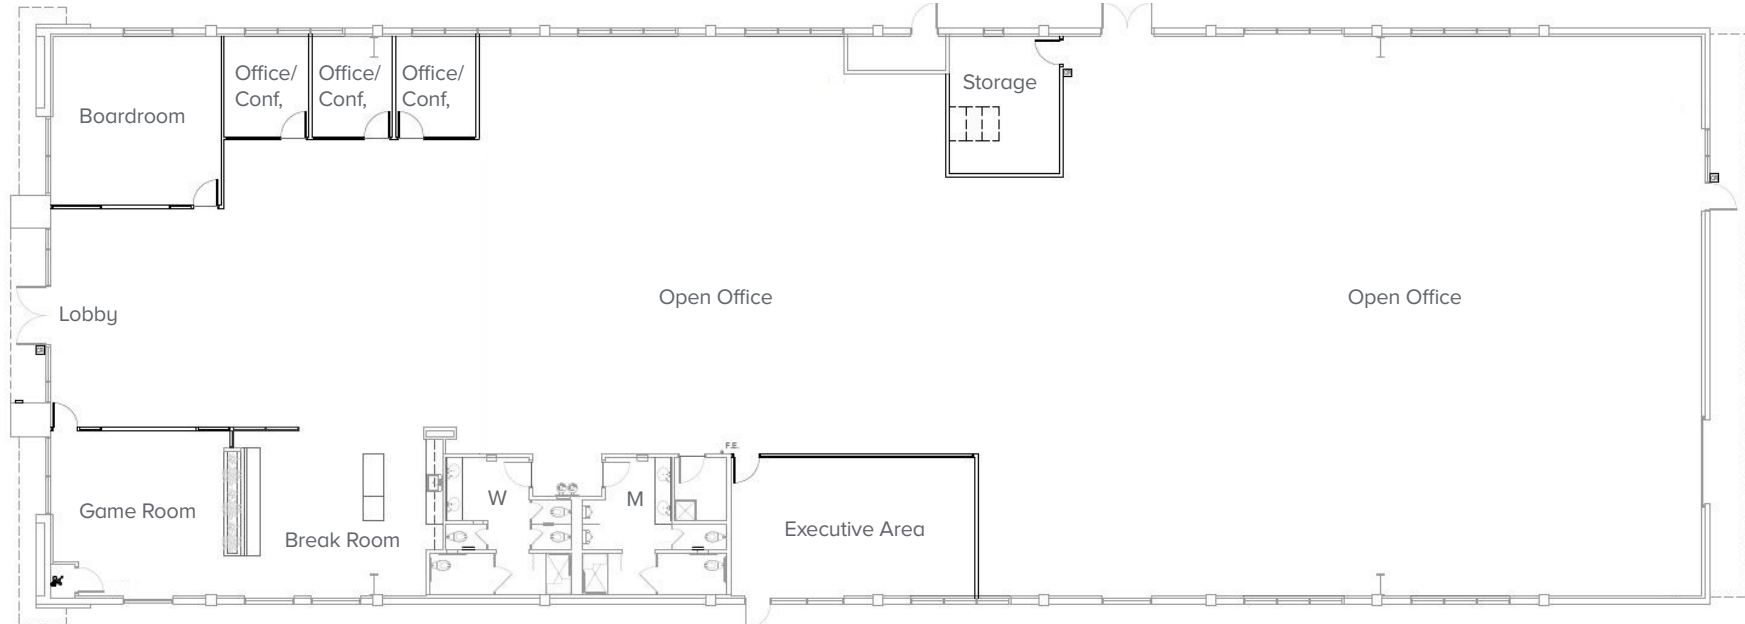 Office/
Conf,
Office/
Conf,
Office/
Conf,
Boardroom
Storage
Lobby
Open Office
Open Office
F.E.
W
M
Game Room
Break Room
Executive Area